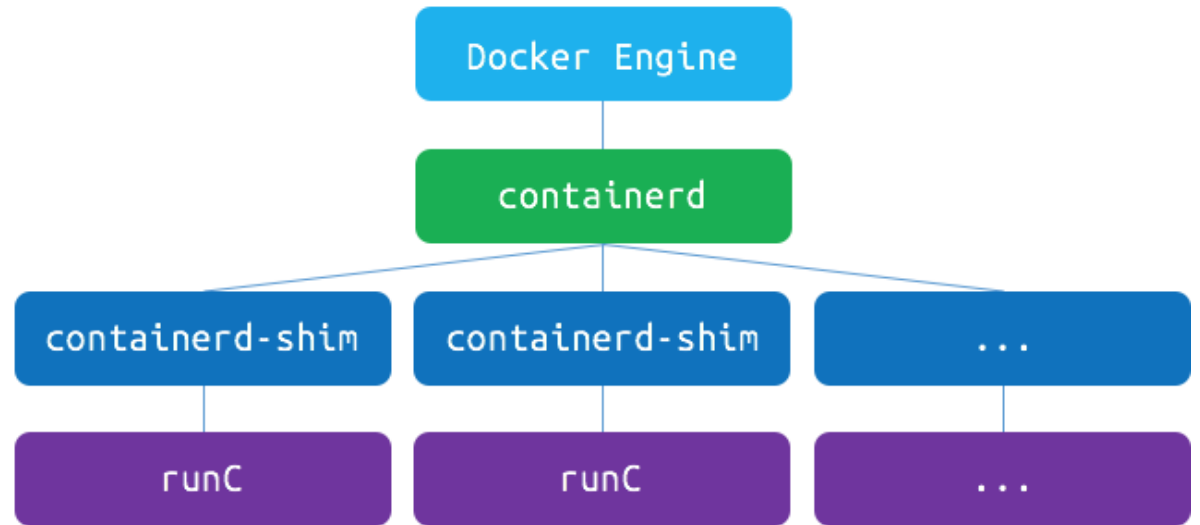 Docker Engine
containerd
containerd-shim
containerd-shim
...
runC
runC
...